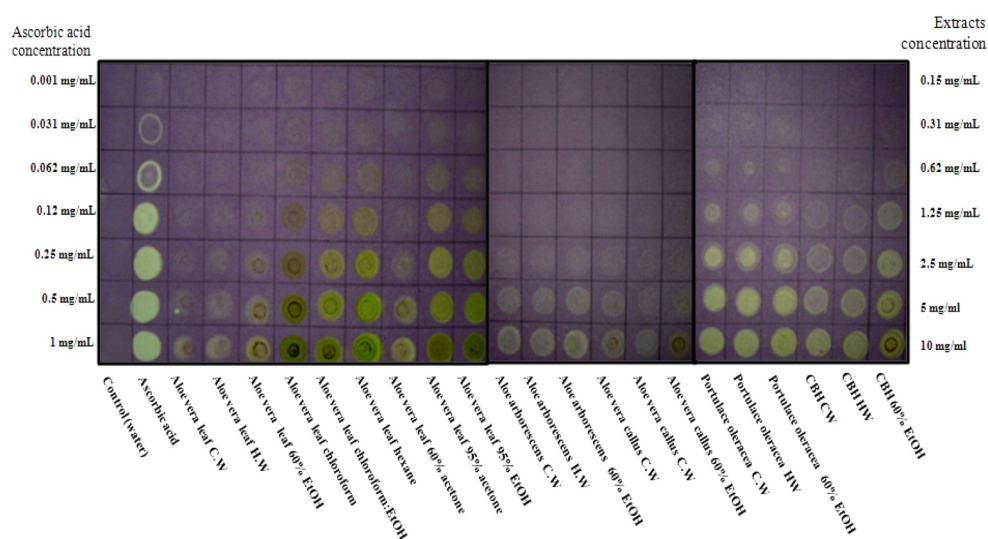 Ascorbic acid
concentration
Extracts
concentration
0.001 mg/mL
0.15 mg/mL
0.031 mg/mL
0.31 mg/mL
0.062 mg/mL
0.62 mg/mL
0.12 mg/mL
1.25 mg/mL
0.25 mg/mL
2.5 mg/mL
0.5 mg/mL
5 mg/ml
1 mg/mL
10 mg/ml
Control (water)
Ascorbic acid
Aloe vera leaf C.W
Aloe vera leaf H.W
Aloe vera leaf 60% EtOH
Aloe vera leaf chloroform
Aloe vera leaf chloroform:EtOH
Aloe vera leaf hexane
Aloe vera leaf 60% acetone
Aloe vera leaf 95% acetone
Aloe vera leaf 95% EtOH
Aloe arborescens C.W
Aloe arborescens H.W
Aloe arborescens 60% EtOH
Aloe vera callus C.W
Aloe vera callus C.W
Aloe vera callus 60% EtOH
Portulace oleracea C.W
Portulace oleracea HW
Portulace oleracea 60% EtOH
CBH CW
CBH HW
CBH 60% EtOH